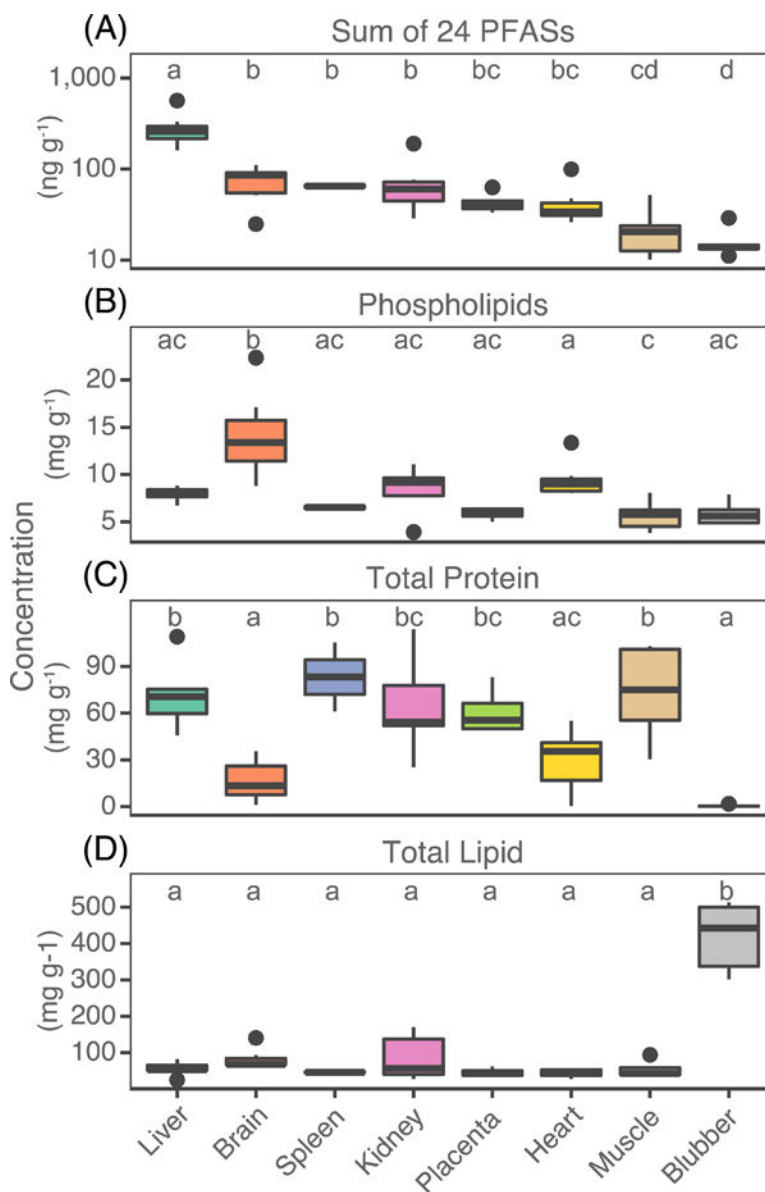 (A) Sum of 24 PFASs
a b b b bc bc cd d
1,000
100
10
(ng g⁻¹)
(B) Phospholipids
ac b ac ac ac a c ac
20
15
10
5
(mg g⁻¹)
Concentration
(C) Total Protein
b a b bc bc ac b a
90
60
30
0
(mg g⁻¹)
(D) Total Lipid
a a a a a a a b
500
400
300
200
100
(mg g-1)
Liver Brain Spleen Kidney Placenta Heart Muscle Blubber